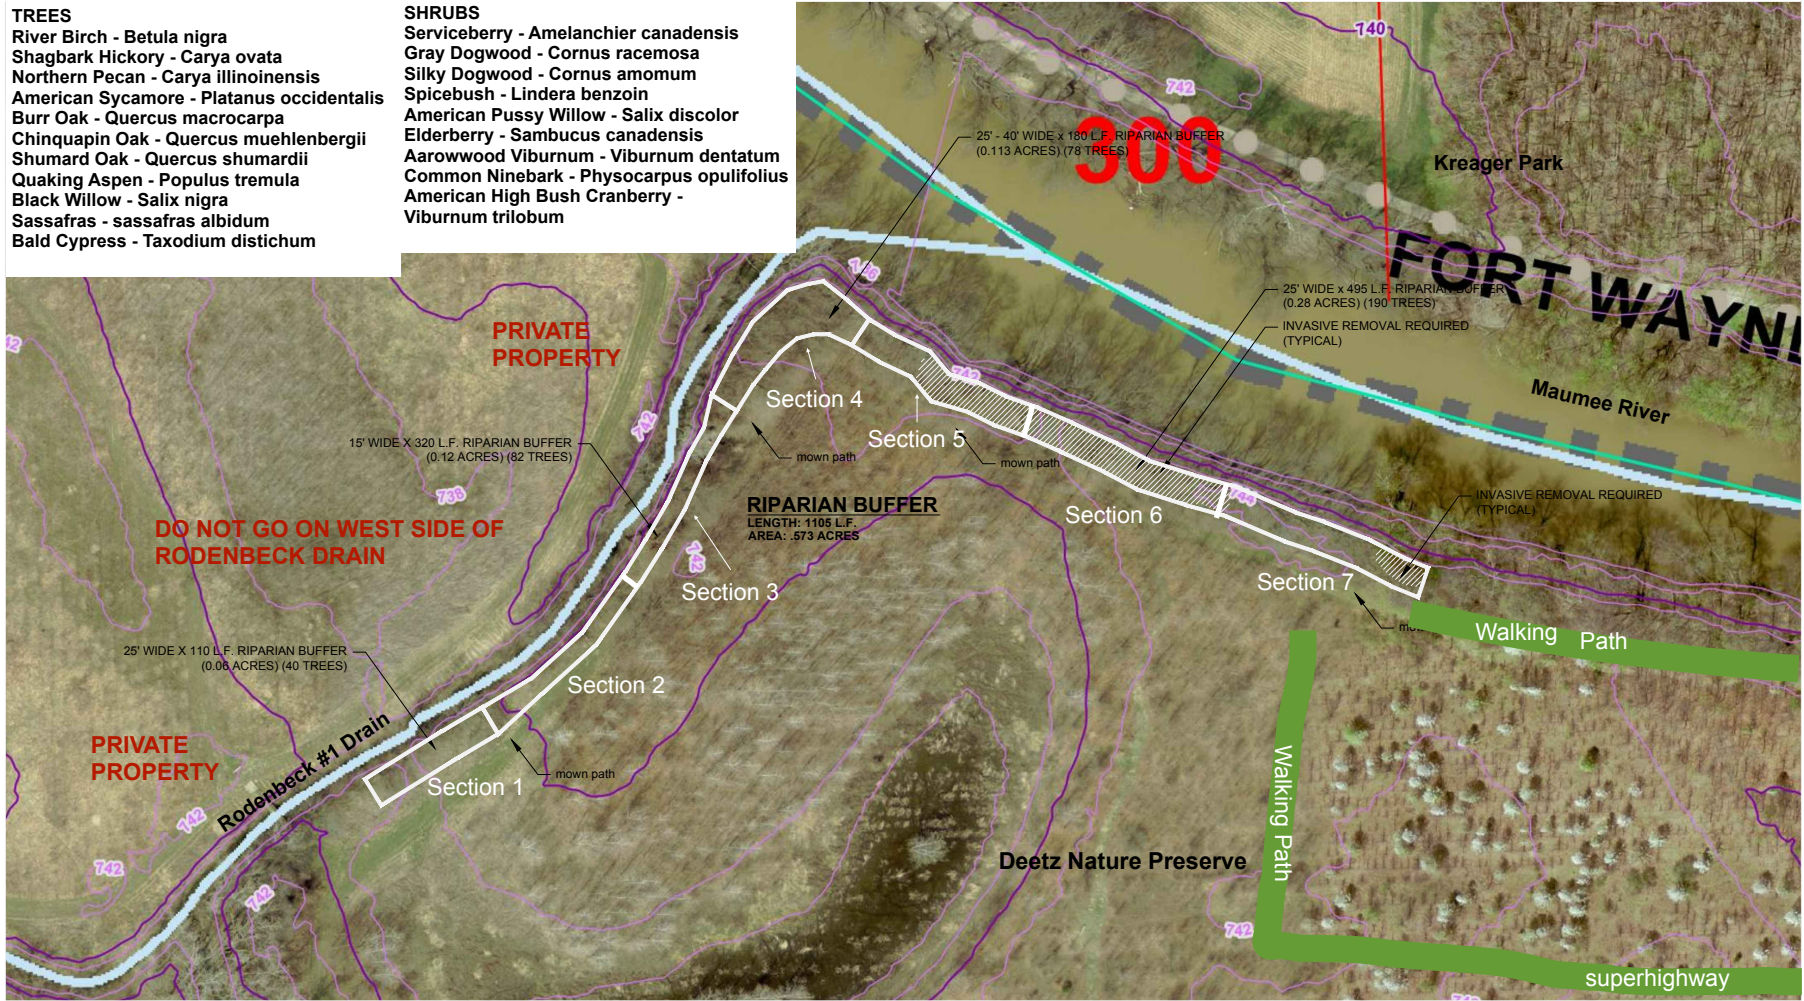 TREES
River Birch - Betula nigra
Shagbark Hickory - Carya ovata
Northern Pecan - Carya illinoinensis
American Sycamore - Platanus occidentalis
Burr Oak - Quercus macrocarpa
Chinquapin Oak - Quercus muehlenbergii
Shumard Oak - Quercus shumardii
Quaking Aspen - Populus tremula
Black Willow - Salix nigra
Sassafras - sassafras albidum
Bald Cypress - Taxodium distichum
SHRUBS
Serviceberry - Amelanchier canadensis
Gray Dogwood - Cornus racemosa
Silky Dogwood - Cornus amomum
Spicebush - Lindera benzoin
American Pussy Willow - Salix discolor
Elderberry - Sambucus canadensis
Aarowwood Viburnum - Viburnum dentatum
Common Ninebark - Physocarpus opulifolius
American High Bush Cranberry -
Viburnum trilobum
740
742
25' - 40' WIDE x 180 L.F. RIPARIAN BUFFER
(0.113 ACRES) (78 TREES)
300
Kreager Park
FORT WAYN
736
25' WIDE x 495 L.F. RIPARIAN BUFFER
(0.28 ACRES) (190 TREES)
INVASIVE REMOVAL REQUIRED
(TYPICAL)
Maumee River
PRIVATE
PROPERTY
42
742
742
Section 4
Section 5
15' WIDE X 320 L.F. RIPARIAN BUFFER
(0.12 ACRES) (82 TREES)
mown path
mown path
738
744
INVASIVE REMOVAL REQUIRED
(TYPICAL)
RIPARIAN BUFFER
LENGTH: 1105 L.F.
AREA: .573 ACRES
Section 6
DO NOT GO ON WEST SIDE OF
RODENBECK DRAIN
742
Section 3
Section 7
mo
Walking Path
25' WIDE X 110 L.F. RIPARIAN BUFFER
(0.06 ACRES) (40 TREES)
Section 2
Rodenbeck #1 Drain
PRIVATE
PROPERTY
mown path
Section 1
Walking Path
742
742
742
Deetz Nature Preserve
742
superhighway